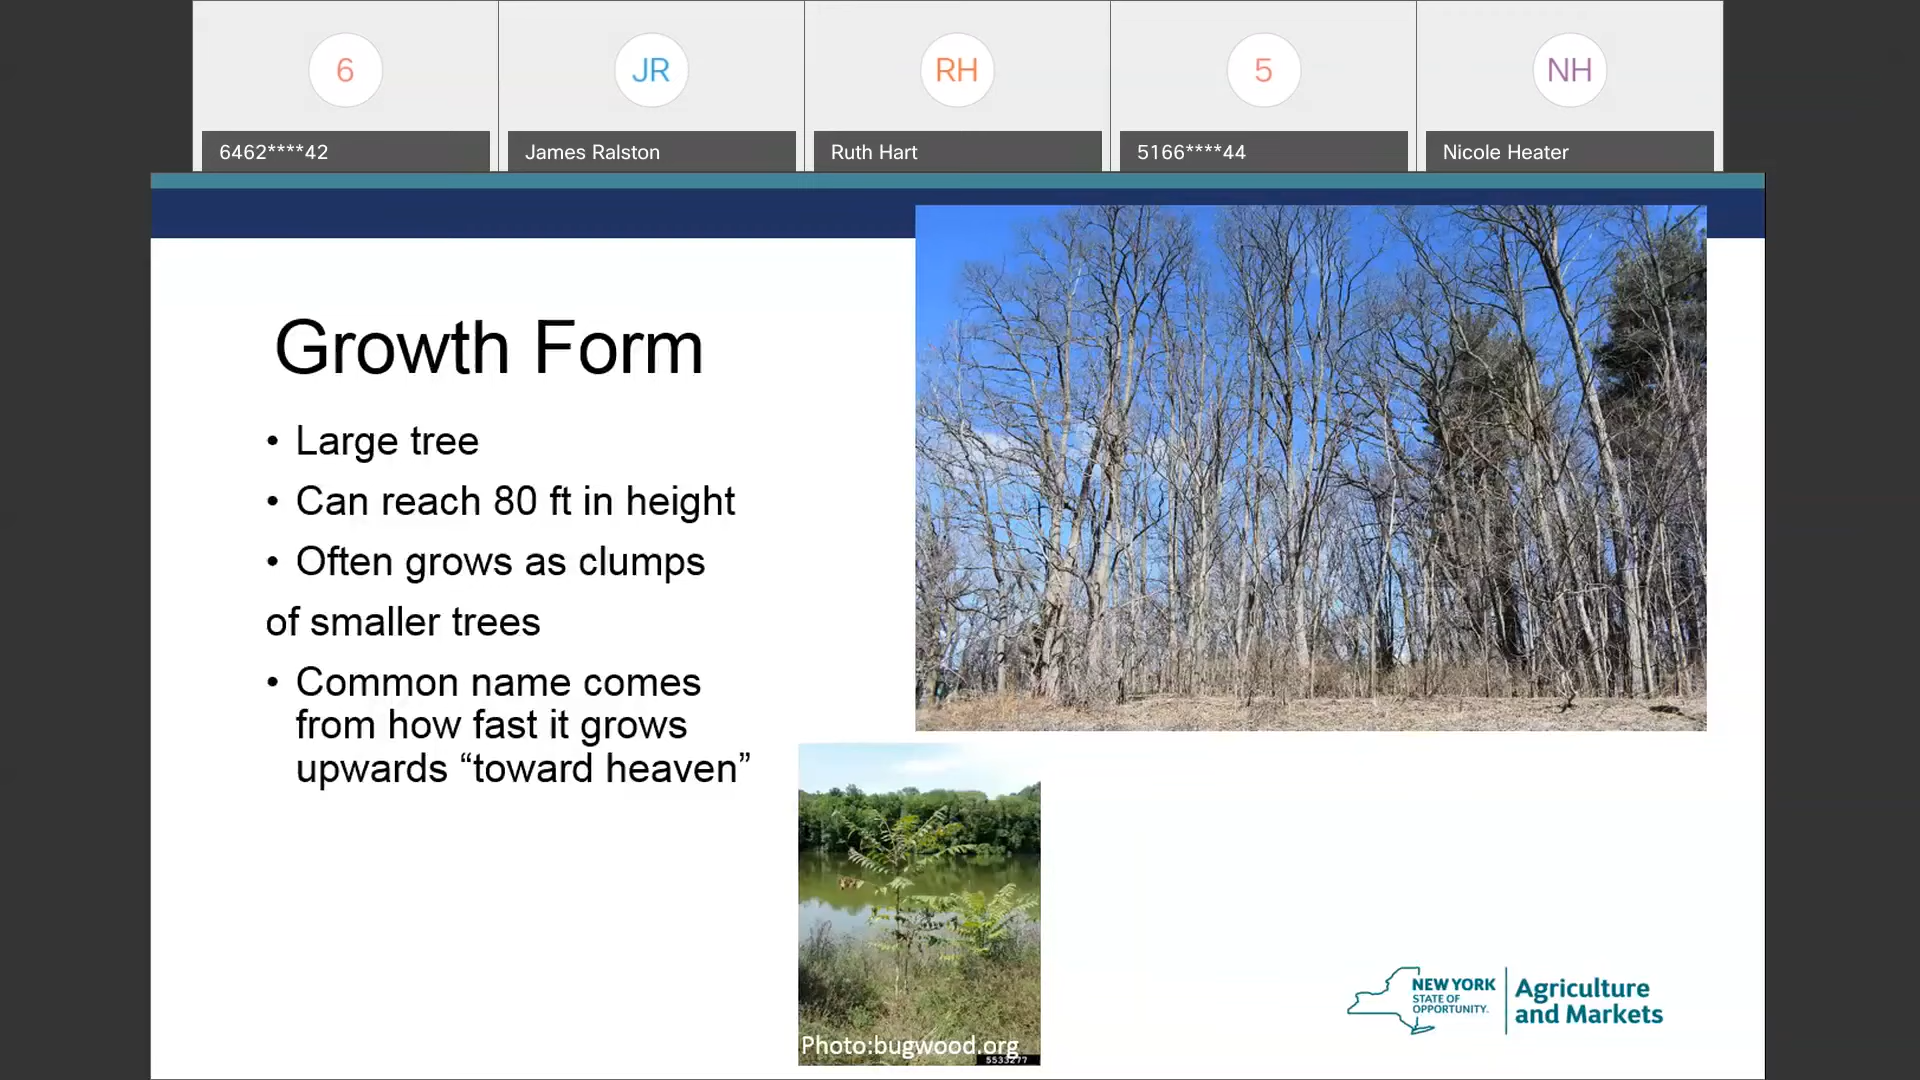 6
JR
RH
5
NH
6462****42
James Ralston
Ruth Hart
5166****44
Nicole Heater
Growth Form
• Large tree
• Can reach 80 ft in height
• Often grows as clumps
of smaller trees
• Common name comes
from how fast it grows
upwards “toward heaven”
Photo:bugwood.org
5533277
NEW YORK
STATE OF
OPPORTUNITY.
Agriculture
and Markets